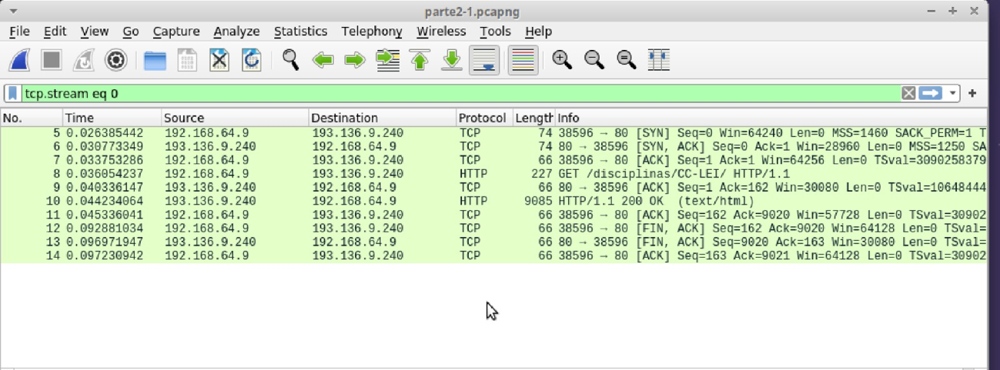 parte2-1.pcapng
File Edit View Go Capture Analyze Statistics Telephony Wireless Tools Help
tcp.stream eq 0
No. Time Source Destination Protocol Length Info
5 0.026385442 192.168.64.9 193.136.9.240 TCP 74 38596 → 80 [SYN] Seq=0 Win=64240 Len=0 MSS=1460 SACK_PERM=1 T
6 0.030773349 193.136.9.240 192.168.64.9 TCP 74 80 → 38596 [SYN, ACK] Seq=0 Ack=1 Win=28960 Len=0 MSS=1250 SA
7 0.033753286 192.168.64.9 193.136.9.240 TCP 66 38596 → 80 [ACK] Seq=1 Ack=1 Win=64256 Len=0 TSval=3090258379
8 0.036054237 192.168.64.9 193.136.9.240 HTTP 227 GET /disciplinas/CC-LEI/ HTTP/1.1
9 0.040336147 193.136.9.240 192.168.64.9 TCP 66 80 → 38596 [ACK] Seq=1 Ack=162 Win=30080 Len=0 TSval=10648444
10 0.044234064 193.136.9.240 192.168.64.9 HTTP 9085 HTTP/1.1 200 OK (text/html)
11 0.045336041 192.168.64.9 193.136.9.240 TCP 66 38596 → 80 [ACK] Seq=162 Ack=9020 Win=57728 Len=0 TSval=30902
12 0.092881034 192.168.64.9 193.136.9.240 TCP 66 38596 → 80 [FIN, ACK] Seq=162 Ack=9020 Win=64128 Len=0 TSval=
13 0.096971947 193.136.9.240 192.168.64.9 TCP 66 80 → 38596 [FIN, ACK] Seq=9020 Ack=163 Win=30080 Len=0 TSval=
14 0.097230942 192.168.64.9 193.136.9.240 TCP 66 38596 → 80 [ACK] Seq=163 Ack=9021 Win=64128 Len=0 TSval=30902